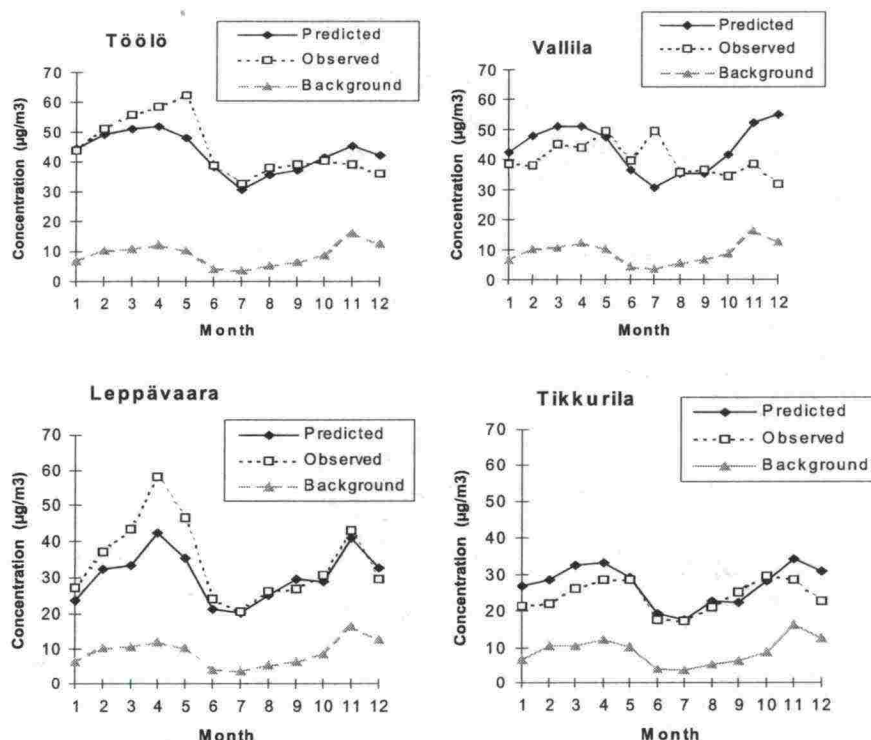 Töölö
Predicted
Observed
Background
Concentration (µg/m3)
70
60
50
40
30
20
10
0
1 2 3 4 5 6 7 8 9 10 11 12
Month
Vallila
Predicted
Observed
Background
Concentration (µg/m3)
70
60
50
40
30
20
10
0
1 2 3 4 5 6 7 8 9 10 11 12
Month
Leppävaara
Predicted
Observed
Background
Concentration (µg/m3)
70
60
50
40
30
20
10
0
1 2 3 4 5 6 7 8 9 10 11 12
Month
Tikkurila
Predicted
Observed
Background
Concentration (µg/m3)
70
60
50
40
30
20
10
0
1 2 3 4 5 6 7 8 9 10 11 12
Month